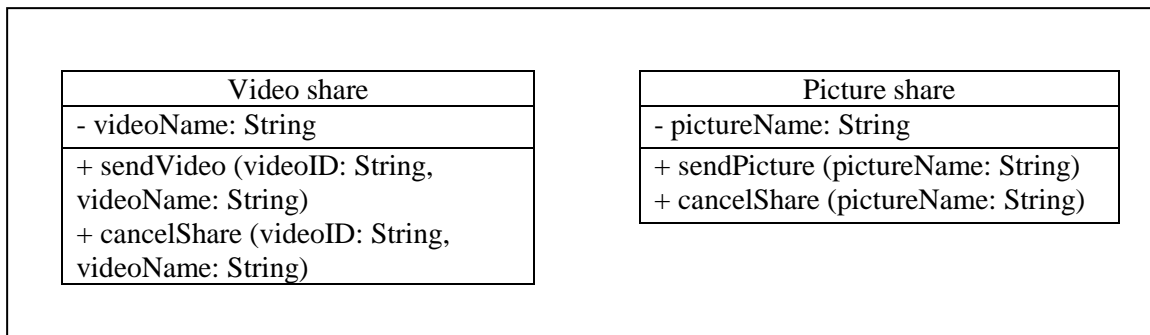 Video share
- videoName: String
+ sendVideo (videoID: String,
videoName: String)
+ cancelShare (videoID: String,
videoName: String)
Picture share
- pictureName: String
+ sendPicture (pictureName: String)
+ cancelShare (pictureName: String)